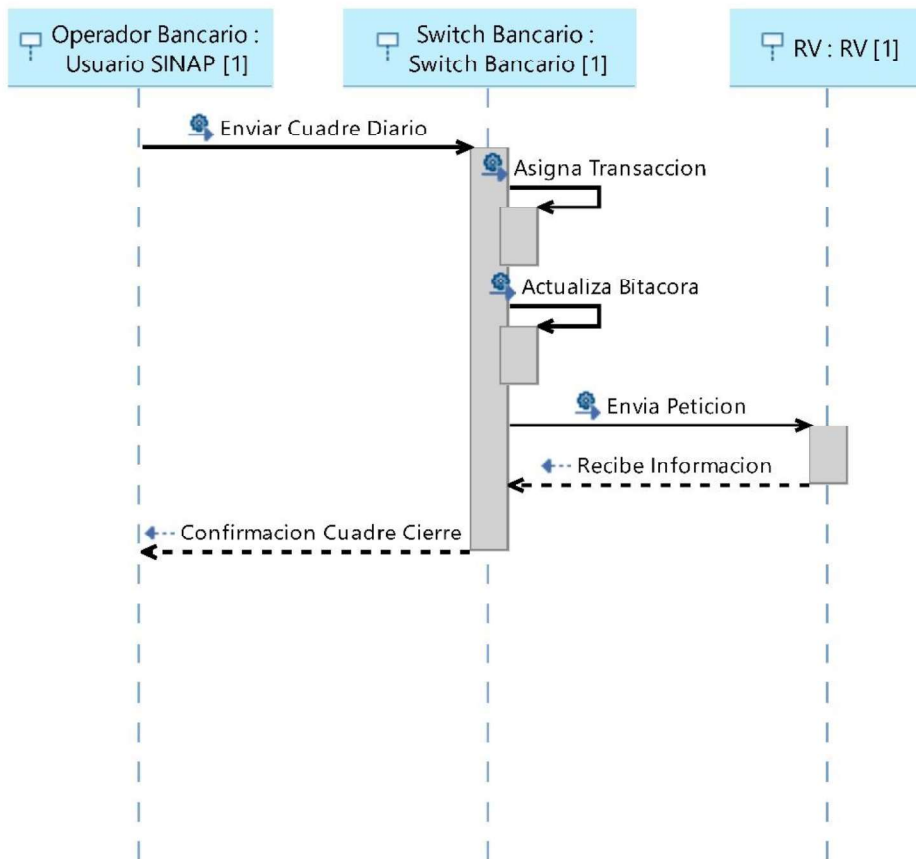 Operador Bancario :
Usuario SINAP [1]
Switch Bancario :
Switch Bancario [1]
RV : RV [1]
Enviar Cuadre Diario
Asigna Transaccion
Actualiza Bitacora
Envia Peticion
Recibe Informacion
Confirmacion Cuadre Cierre